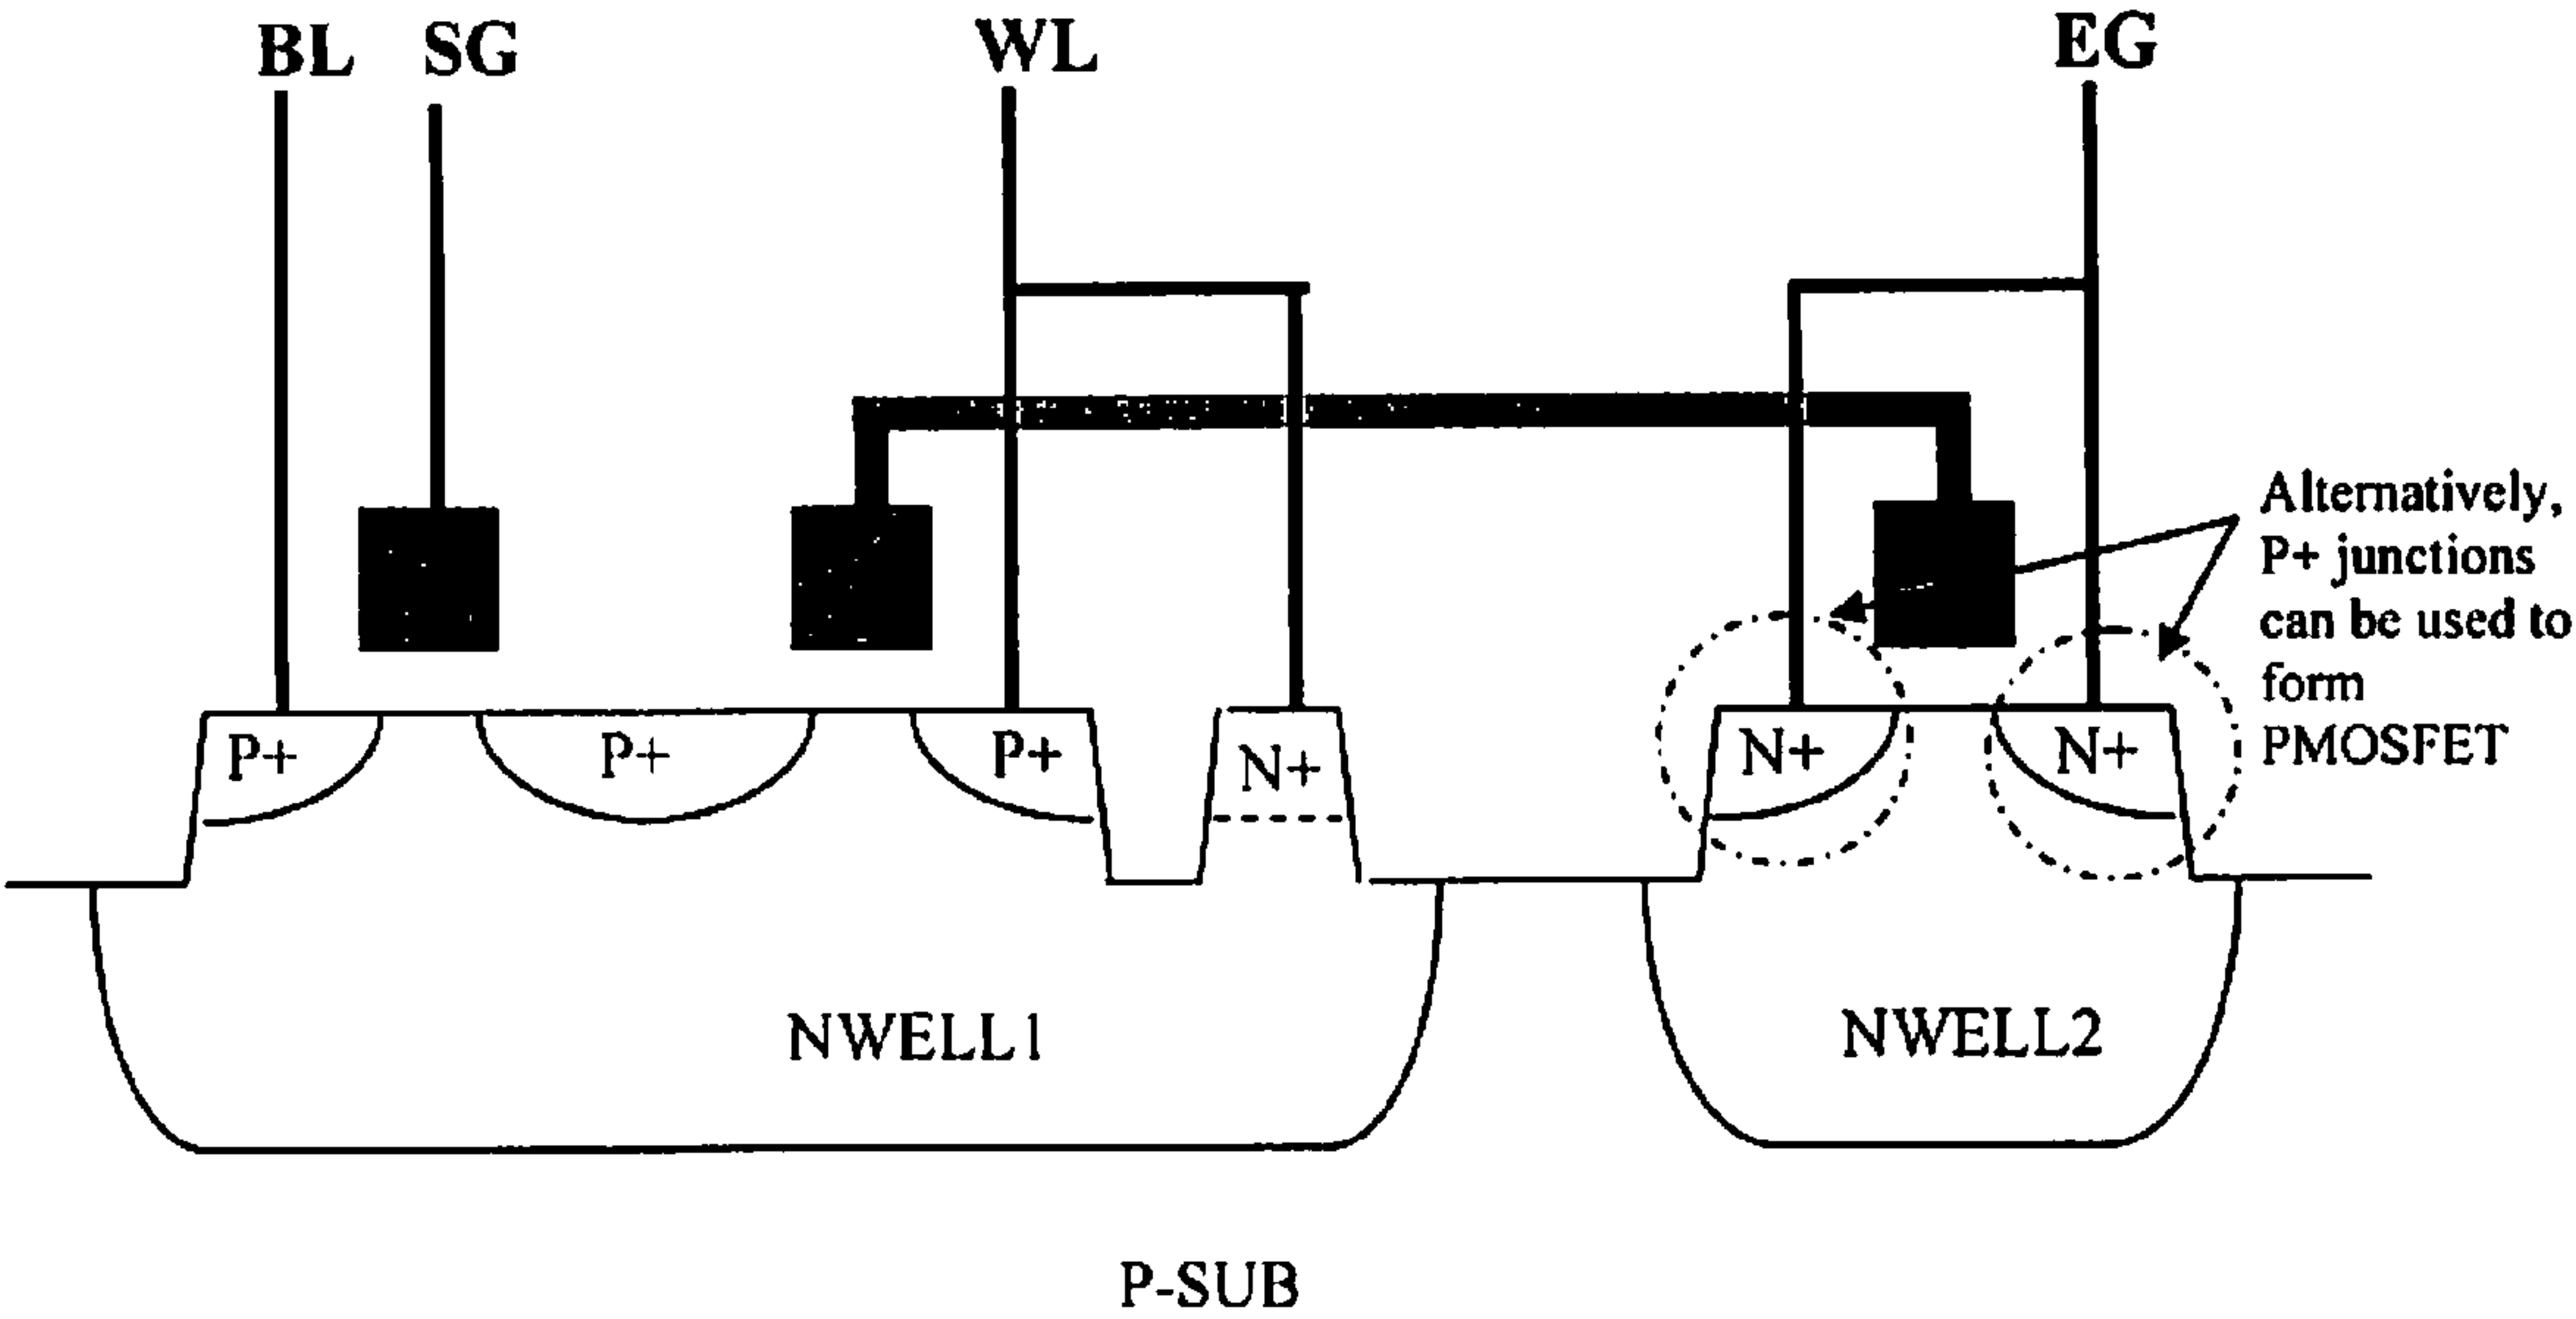 BL SG WL EG
Alternatively,
P+ junctions
can be used to
form
PMOSFET
P+ P+ P+ N+ N+ N+
NWELL1 NWELL2
P-SUB